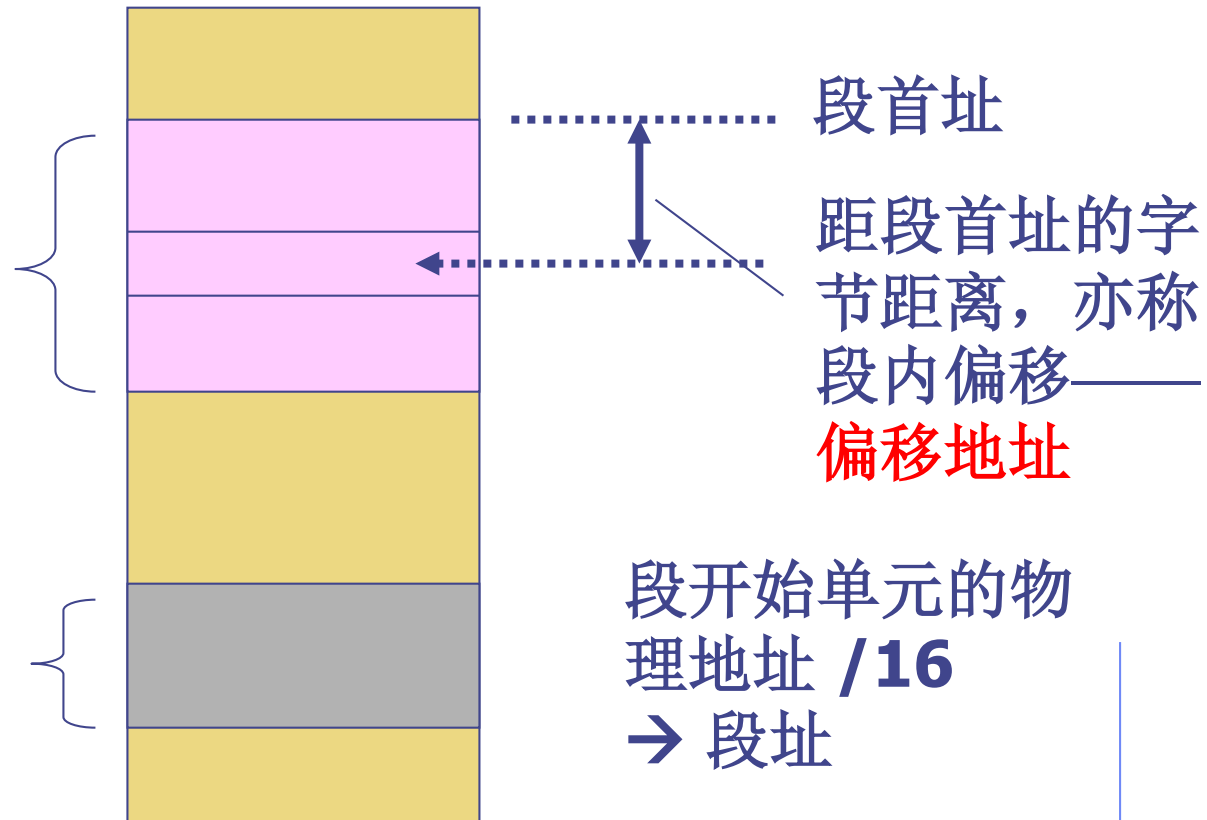 段首址
距段首址的字
节距离，亦称
段内偏移——
偏移地址
段开始单元的物
理地址 /16
→ 段址